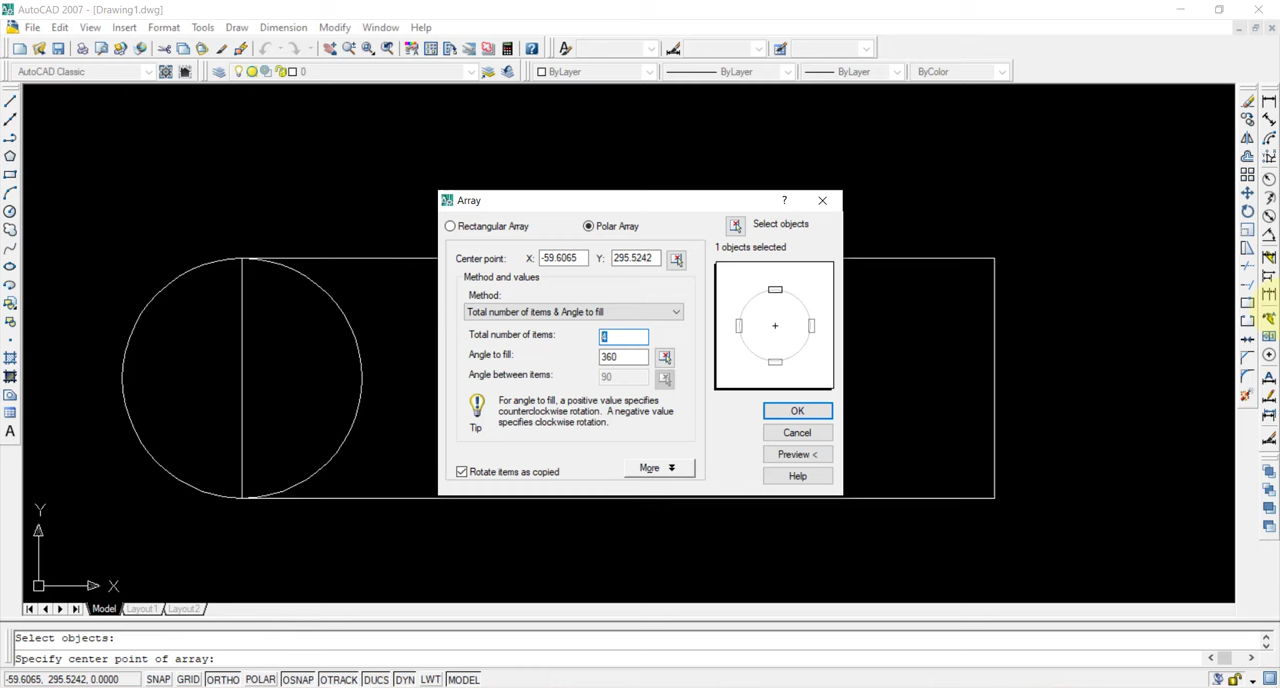 AutoCAD 2007 - [Drawing1.dwg]
File Edit View Insert Format Tools Draw Dimension Modify Window Help
AutoCAD Classic 0 ByLayer ByLayer ByLayer ByColor
Array ?
Rectangular Array Polar Array Select objects
1 objects selected
Center point: X: -59.6065 Y: 295.5242
Method and values
Method:
Total number of items & Angle to fill
Total number of items: 4
Angle to fill: 360
Angle between items: 90
For angle to fill, a positive value specifies
counterclockwise rotation. A negative value
specifies clockwise rotation.
Tip
Rotate items as copied
More
OK
Cancel
Preview <
Help
Y
X
A
Model Layout1 Layout2
Select objects:
Specify center point of array:
-59.6065, 295.5242, 0.0000 SNAP GRID ORTHO POLAR OSNAP OTRACK DUCS DYN LWT MODEL